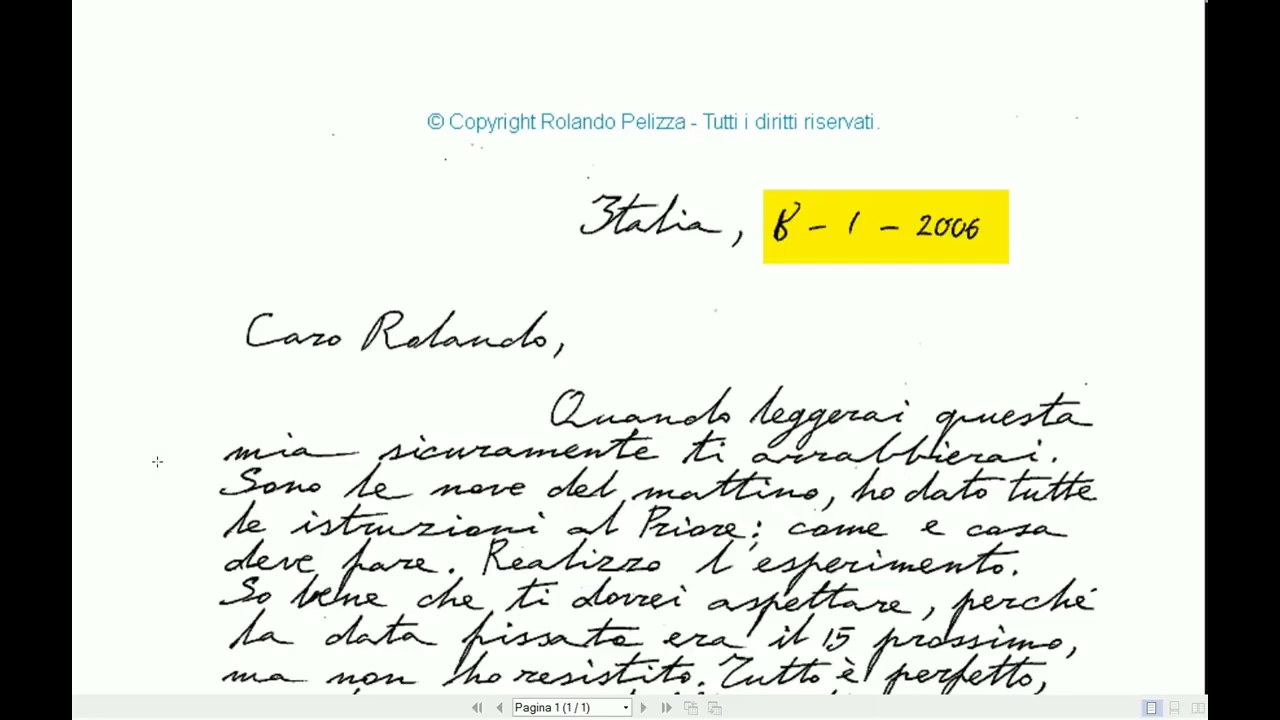 © Copyright Rolando Pelizza - Tutti i diritti riservati.
Italia, 8 - 1 - 2006
Caro Rolando,
Quando leggerai questa
mia sicuramente ti arrabbierai.
Sono le nove del mattino, ho dato tutte
le istruzioni al Priore; come e cosa
deve fare. Realizzo l'esperimento.
So bene che ti dovrei aspettare, perché
la data fissata era il 15 prossimo,
ma non ho resistito. Tutto è perfetto,
Pagina 1 (1 / 1)